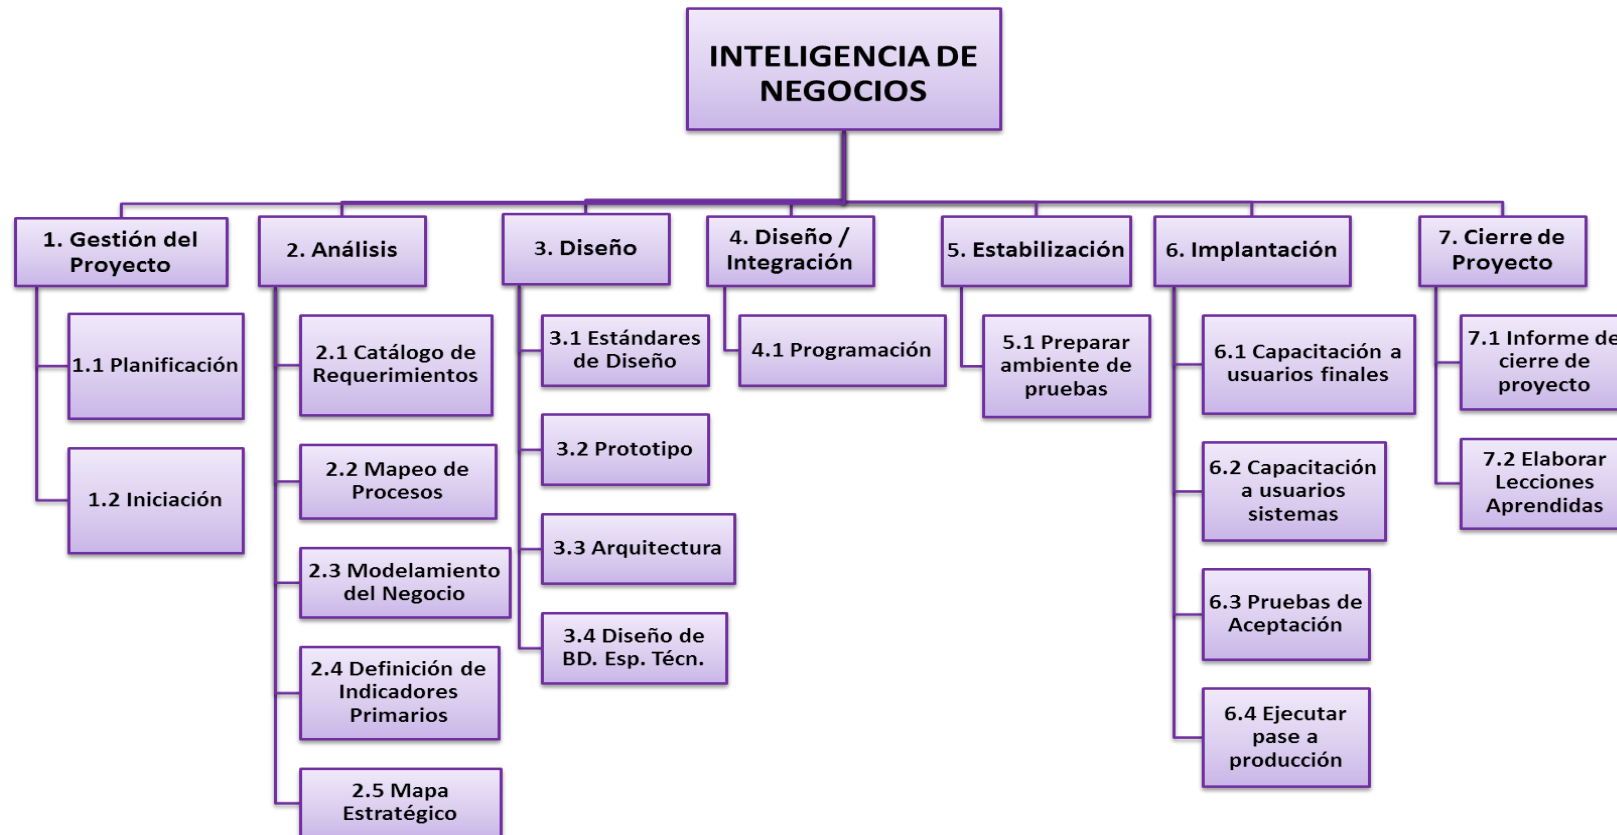 INTELIGENCIA DE
NEGOCIOS
1. Gestión del
Proyecto
1.1 Planificación
1.2 Iniciación
2. Análisis
2.1 Catálogo de
Requerimientos
2.2 Mapeo de
Procesos
2.3 Modelamiento
del Negocio
2.4 Definición de
Indicadores
Primarios
2.5 Mapa
Estratégico
3. Diseño
3.1 Estándares
de Diseño
3.2 Prototipo
3.3 Arquitectura
3.4 Diseño de
BD. Esp. Técn.
4. Diseño /
Integración
4.1 Programación
5. Estabilización
5.1 Preparar
ambiente de
pruebas
6. Implantación
6.1 Capacitación a
usuarios finales
6.2 Capacitación
a usuarios
sistemas
6.3 Pruebas de
Aceptación
6.4 Ejecutar
pase a
producción
7. Cierre de
Proyecto
7.1 Informe de
cierre de
proyecto
7.2 Elaborar
Lecciones
Aprendidas